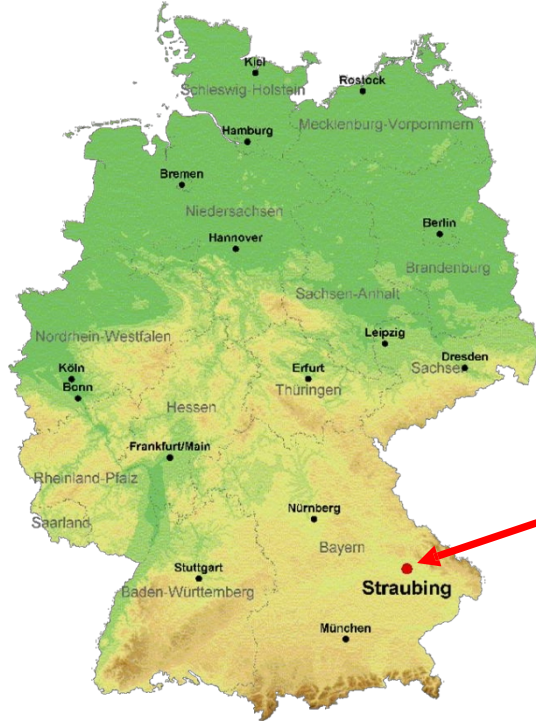 Kiel
Schleswig-Holstein
Rostock
Mecklenburg-Vorpommern
Hamburg
Bremen
Niedersachsen
Berlin
Hannover
Brandenburg
Sachsen-Anhalt
Nordrhein-Westfalen
Leipzig
Dresden
Sachsen
Köln
Erfurt
Bonn
Thüringen
Hessen
Frankfurt/Main
Rheinland-Pfalz
Nürnberg
Saarland
Bayern
Stuttgart
Straubing
Baden-Württemberg
München